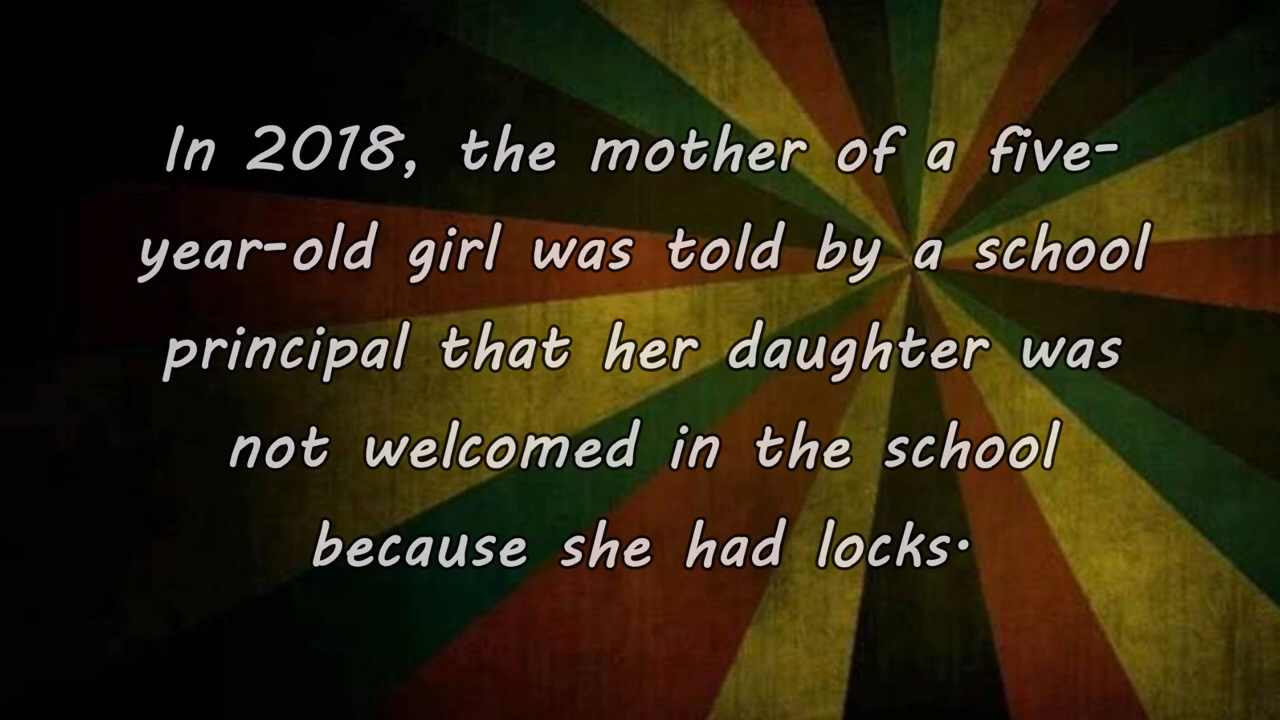 In 2018, the mother of a five-
year-old girl was told by a school
principal that her daughter was
not welcomed in the school
because she had locks.